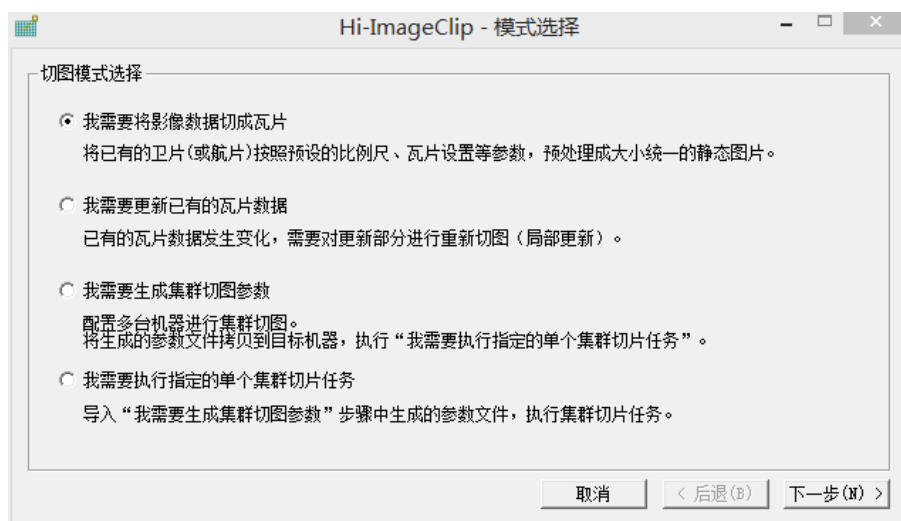 Hi-ImageClip - 模式选择
切图模式选择
我需要将影像数据切成瓦片
将已有的卫片(或航片)按照预设的比例尺、瓦片设置等参数，预处理成大小统一的静态图片。
我需要更新已有的瓦片数据
已有的瓦片数据发生变化，需要对更新部分进行重新切图（局部更新）。
我需要生成集群切图参数
配置多台机器进行集群切图。
将生成的参数文件拷贝到目标机器，执行“我需要执行指定的单个集群切片任务”。
我需要执行指定的单个集群切片任务
导入“我需要生成集群切图参数”步骤中生成的参数文件，执行集群切片任务。
取消 < 后退(B) 下一步(N) >